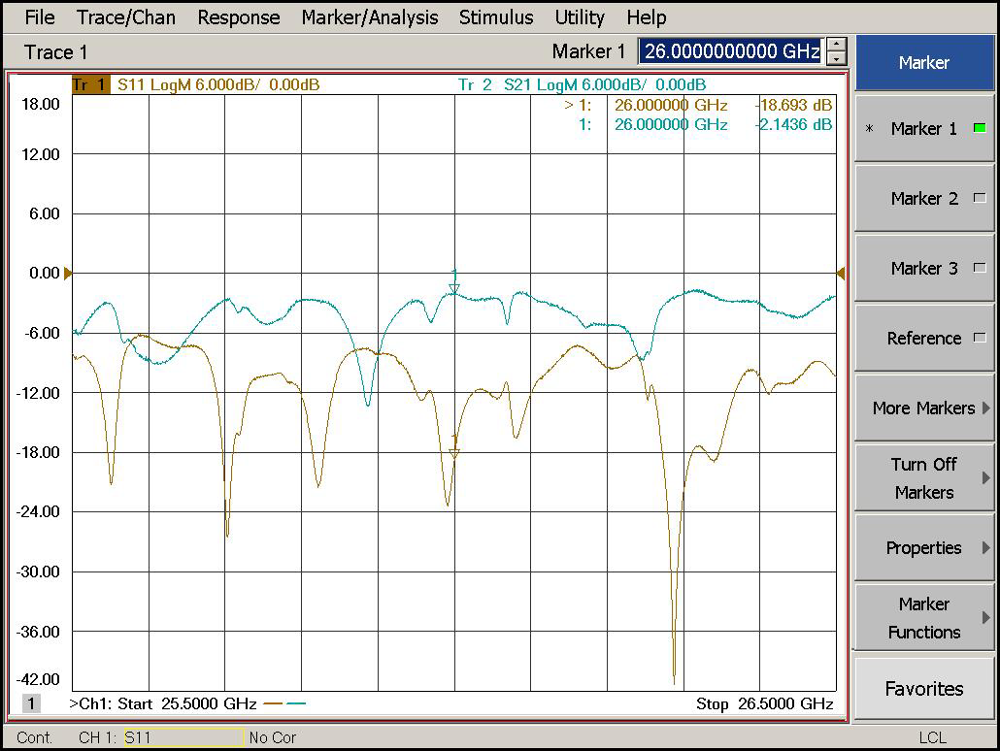 File Trace/Chan Response Marker/Analysis Stimulus Utility Help
Trace 1 Marker 1 26.0000000000 GHz
Marker
Tr 1 S11 LogM 6.000dB/ 0.00dB Tr 2 S21 LogM 6.000dB/ 0.00dB
18.00 > 1: 26.000000 GHz -18.693 dB
1: 26.000000 GHz -2.1436 dB
* Marker 1
12.00
Marker 2
6.00
Marker 3
0.00 1
-6.00
Reference
-12.00
More Markers
1
-18.00
Turn Off
Markers
-24.00
-30.00
Properties
-36.00
Marker
Functions
-42.00
Favorites
1 >Ch1: Start 25.5000 GHz Stop 26.5000 GHz
Cont. CH 1: S11 No Cor LCL